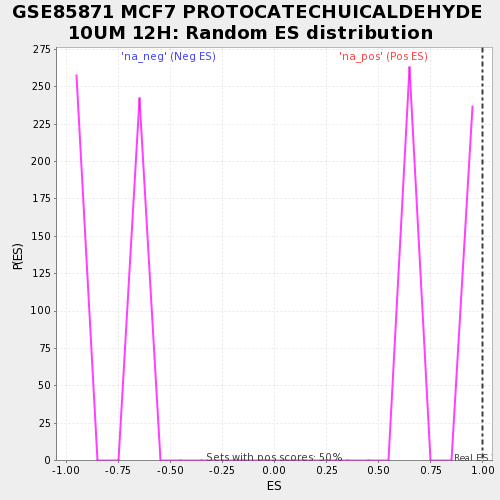 GSE85871 MCF7 PROTOCATECHUICALDEHYDE
10UM 12H: Random ES distribution
'na_neg' (Neg ES)
'na_pos' (Pos ES)
275
250
225
200
175
150
125
100
75
50
25
0
P(ES)
Sets with pos scores: 50%
Real ES
-1.00 -0.75 -0.50 -0.25 0.00 0.25 0.50 0.75 1.00
ES